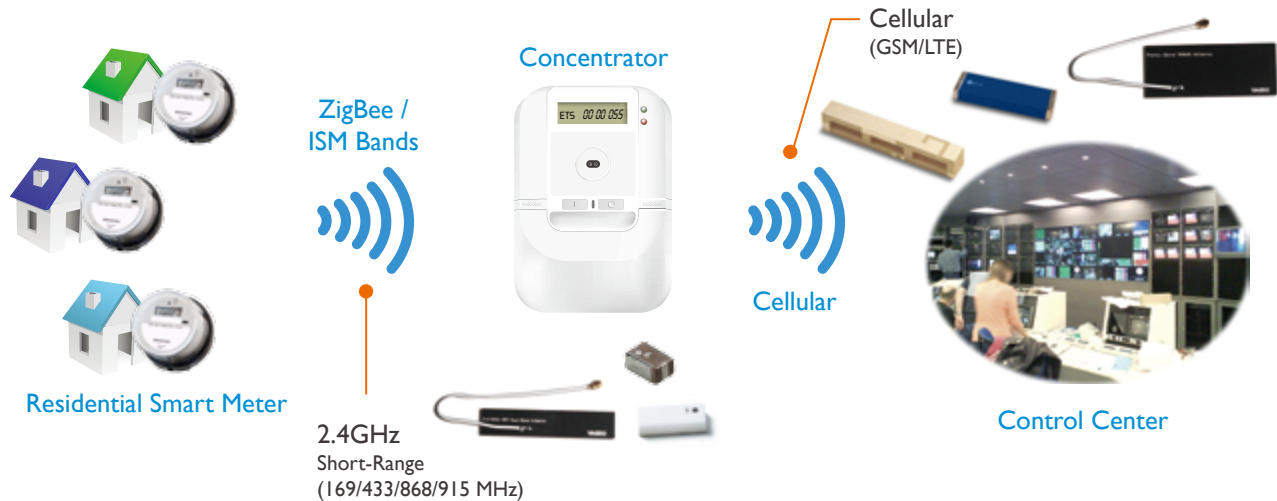 Cellular
(GSM/LTE)
Concentrator
ZigBee /
ISM Bands
ETS 00 00 055
Cellular
Residential Smart Meter
Control Center
2.4GHz
Short-Range
(169/433/868/915 MHz)